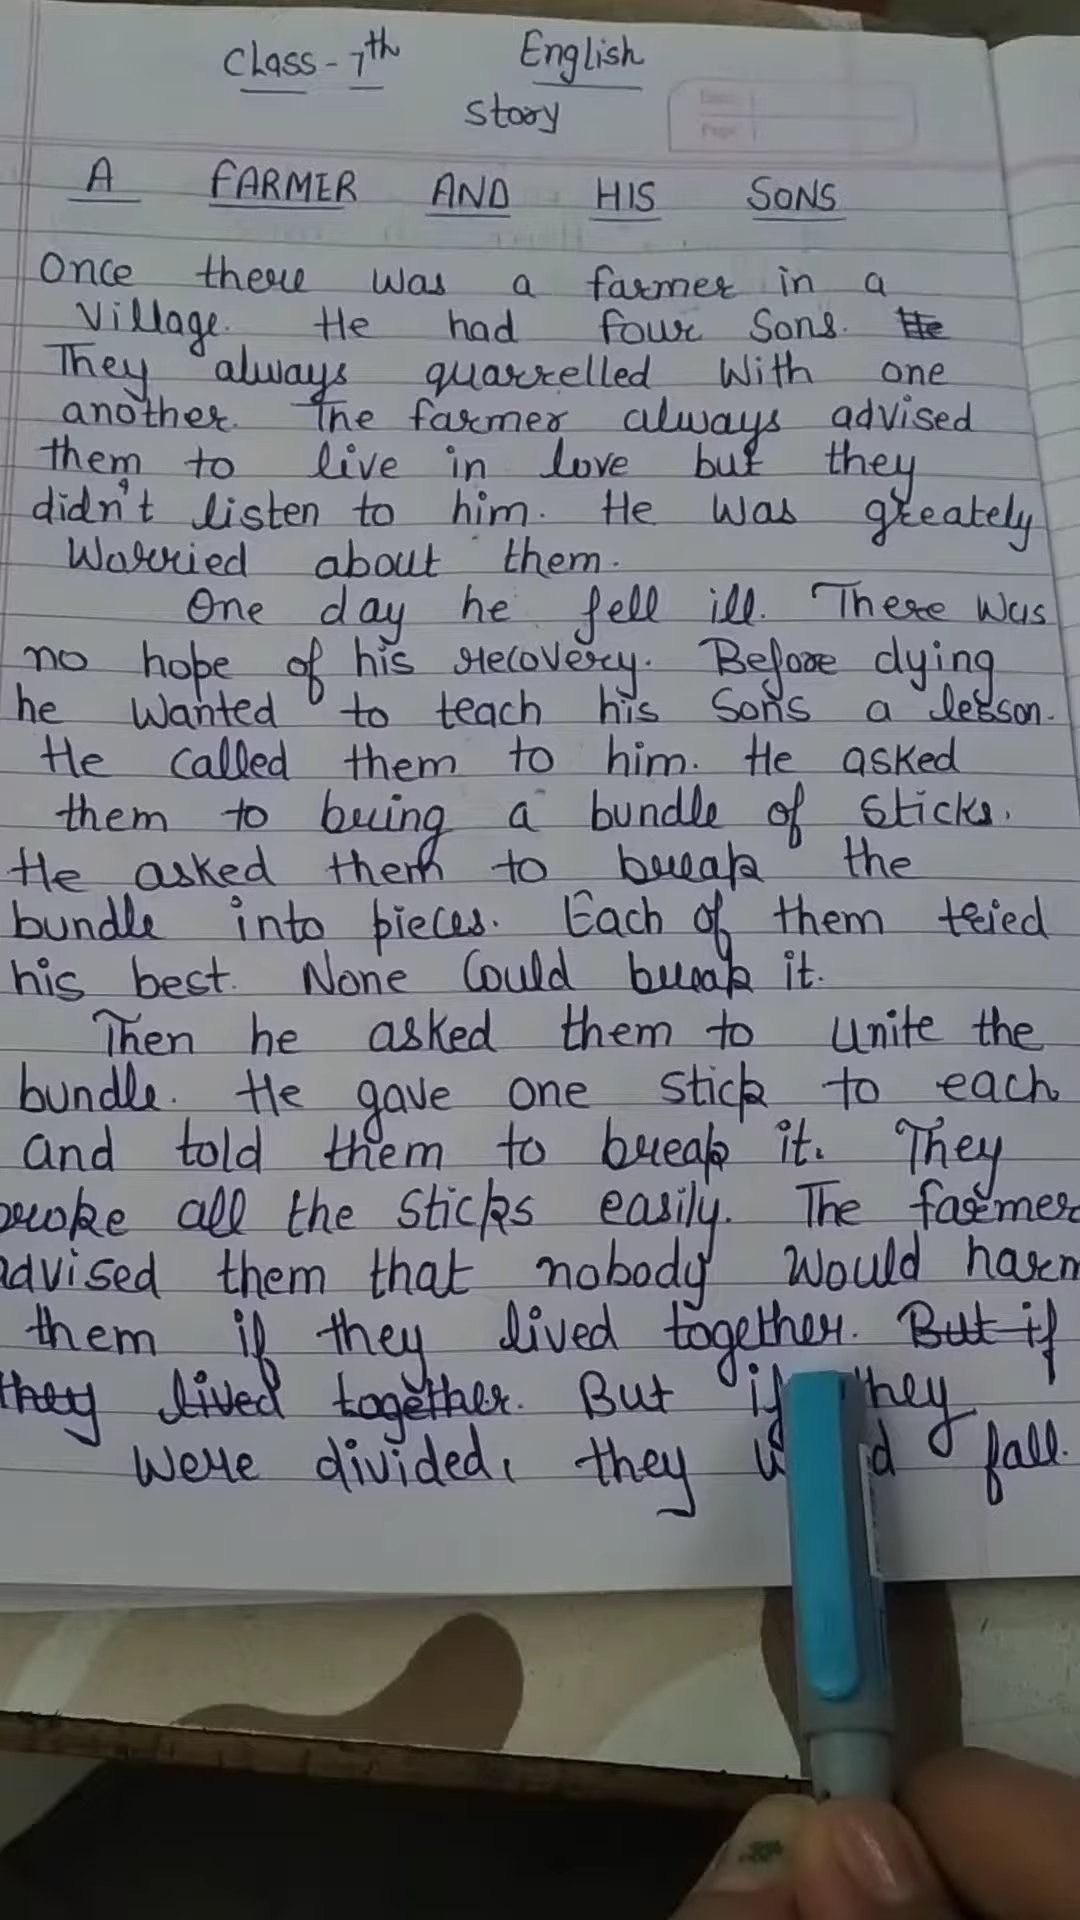 Class-7th English
Story
A FARMER AND HIS SONS
Once there was a farmer in a
Village. He had four Sons. He
They always quarrelled With one
another. The farmer always advised
them to live in love but they
didn't listen to him. He Was greately
Worried about them.
One day he fell ill. There Was
no hope of his recovery. Before dying
he Wanted to teach his Sons a lesson.
He Called them to him. He asked
them to bring a bundle of Sticks.
He asked them to break the
bundle into pieces. Each of them tried
his best. None Could break it.
Then he asked them to Unite the
bundle. He gave one Stick to each
and told them to break it. They
broke all the Sticks easily. The farmer
advised them that nobody Would harm
them if they lived together. But if
they lived together. But if they
Were divided, they fall.